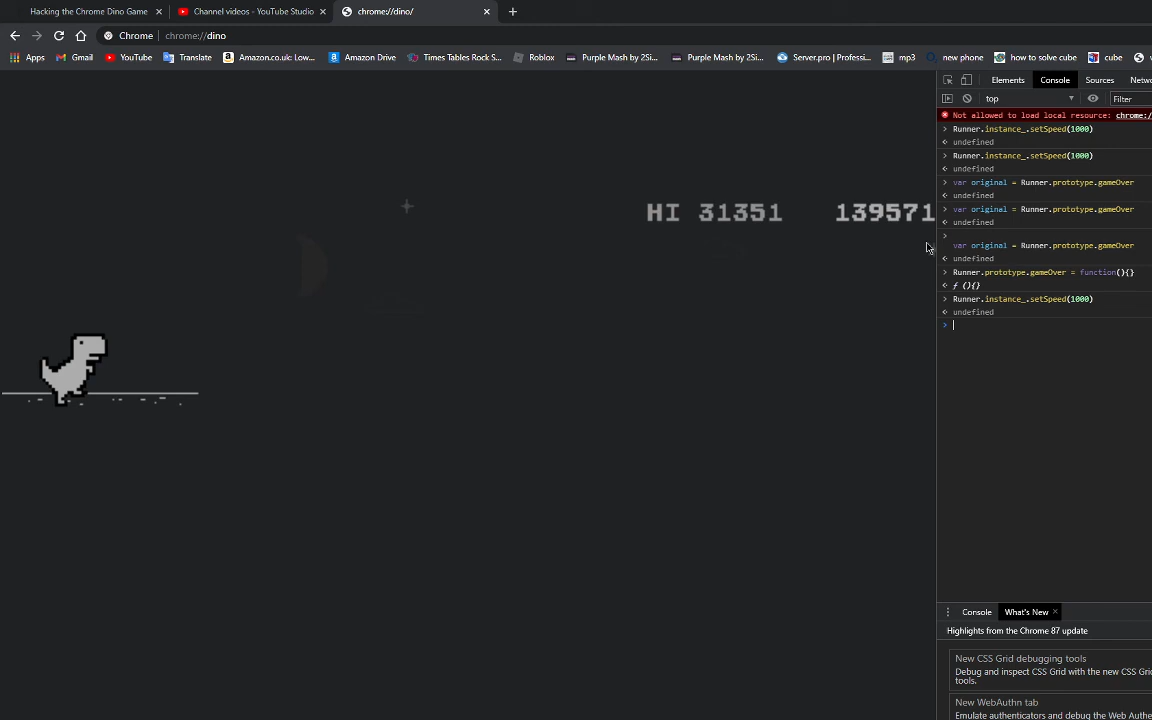 Hacking the Chrome Dino Game
Channel videos - YouTube Studio
chrome://dino/
Chrome | chrome://dino
Apps Gmail YouTube Translate Amazon.co.uk: Low... Amazon Drive Times Tables Rock S... Roblox Purple Mash by 2Si... Purple Mash by 2Si... Server.pro | Professi... mp3 new phone how to solve cube cube
Elements Console Sources
top Filter
Not allowed to load local resource: chrome:/
Runner.instance_.setSpeed(1000)
undefined
Runner.instance_.setSpeed(1000)
undefined
var original = Runner.prototype.gameOver
undefined
var original = Runner.prototype.gameOver
undefined
var original = Runner.prototype.gameOver
undefined
Runner.prototype.gameOver = function(){}
ƒ (){}
Runner.instance_.setSpeed(1000)
undefined
HI 31351 139571
Console What's New
Highlights from the Chrome 87 update
New CSS Grid debugging tools
Debug and inspect CSS Grid with the new CSS
tools.
New WebAuthn tab
Emulate authenticators and debug the Web